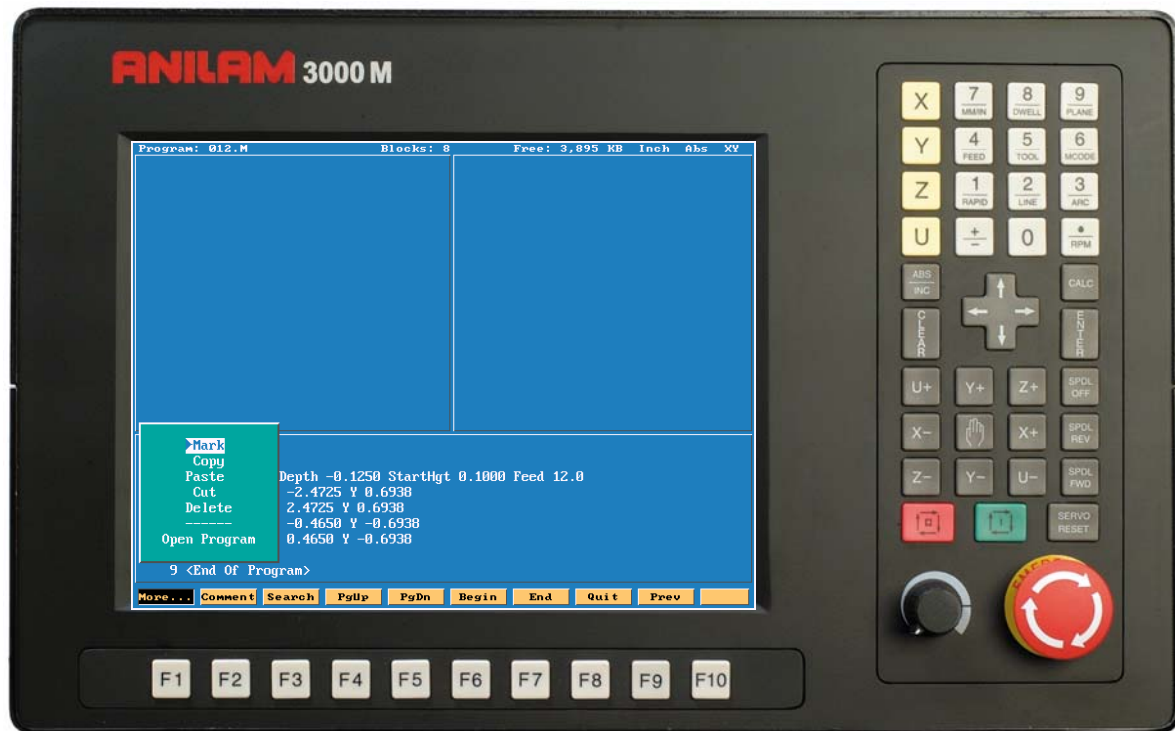 ANILAM 3000 M
Program: 012.M Blocks: 8 Free: 3,895 KB Inch Abs XY
Mark
Copy
Paste
Cut
Delete
------
Open Program
Depth -0.1250 StartHgt 0.1000 Feed 12.0
-2.4725 Y 0.6938
2.4725 Y 0.6938
-0.4650 Y -0.6938
0.4650 Y -0.6938
9 <End Of Program>
More... Comment Search PgUp PgDn Begin End Quit Prev
F1 F2 F3 F4 F5 F6 F7 F8 F9 F10
X 7 MM/IN 8 DWELL 9 PLANE
Y 4 FEED 5 TOOL 6 MCODE
Z 1 RAPID 2 LINE 3 ARC
U +/- 0 • RPM
ABS INC CALC
CLEAR ENTER
U+ Y+ Z+ SPDL OFF
X- X+ SPDL REV
Z- Y- U- SPDL FWD
SERVO RESET